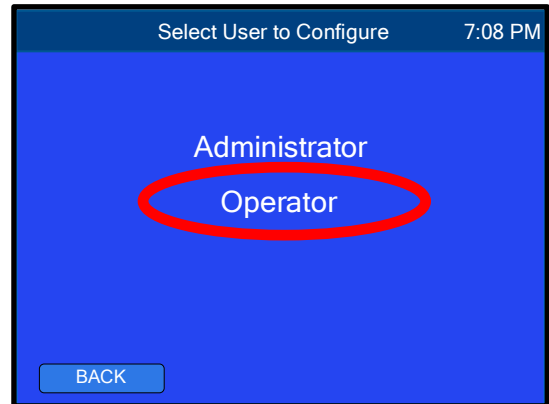 Select User to Configure 7:08 PM
Administrator
Operator
BACK